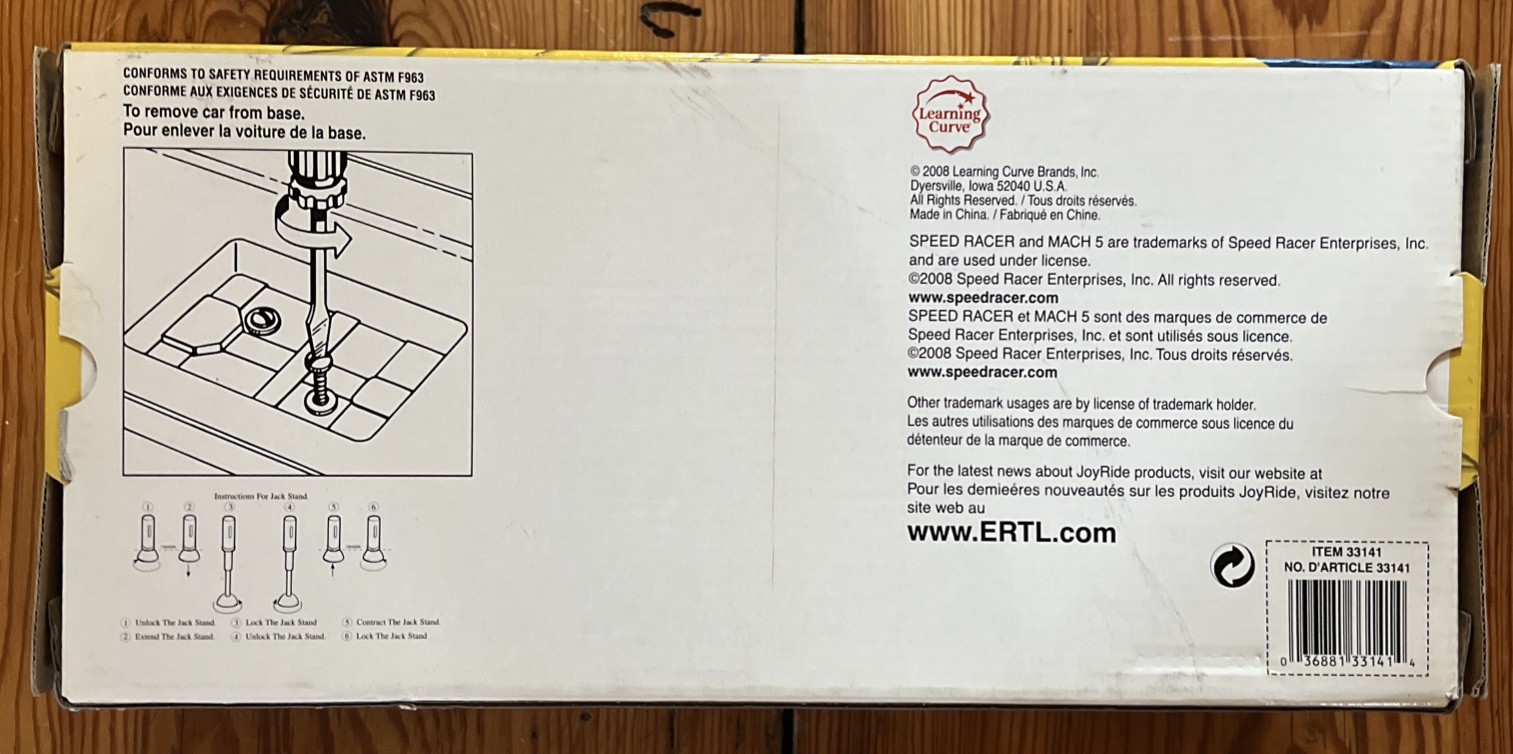 CONFORMS TO SAFETY REQUIREMENTS OF ASTM F963
CONFORME AUX EXIGENCES DE SÉCURITÉ DE ASTM F963
To remove car from base.
Pour enlever la voiture de la base.
Instructions For Jack Stand
1 2 3 4 5 6
1 Unlock The Jack Stand 3 Lock The Jack Stand 5 Contract The Jack Stand
2 Extend The Jack Stand 4 Unlock The Jack Stand 6 Lock The Jack Stand
Learning
Curve
© 2008 Learning Curve Brands, Inc.
Dyersville, Iowa 52040 U.S.A.
All Rights Reserved. / Tous droits réservés.
Made in China. / Fabriqué en Chine.
SPEED RACER and MACH 5 are trademarks of Speed Racer Enterprises, Inc.
and are used under license.
©2008 Speed Racer Enterprises, Inc. All rights reserved.
www.speedracer.com
SPEED RACER et MACH 5 sont des marques de commerce de
Speed Racer Enterprises, Inc. et sont utilisés sous licence.
©2008 Speed Racer Enterprises, Inc. Tous droits réservés.
www.speedracer.com
Other trademark usages are by license of trademark holder.
Les autres utilisations des marques de commerce sous licence du
détenteur de la marque de commerce.
For the latest news about JoyRide products, visit our website at
Pour les demieéres nouveautés sur les produits JoyRide, visitez notre
site web au
www.ERTL.com
ITEM 33141
NO. D'ARTICLE 33141
0 36881 33141 4